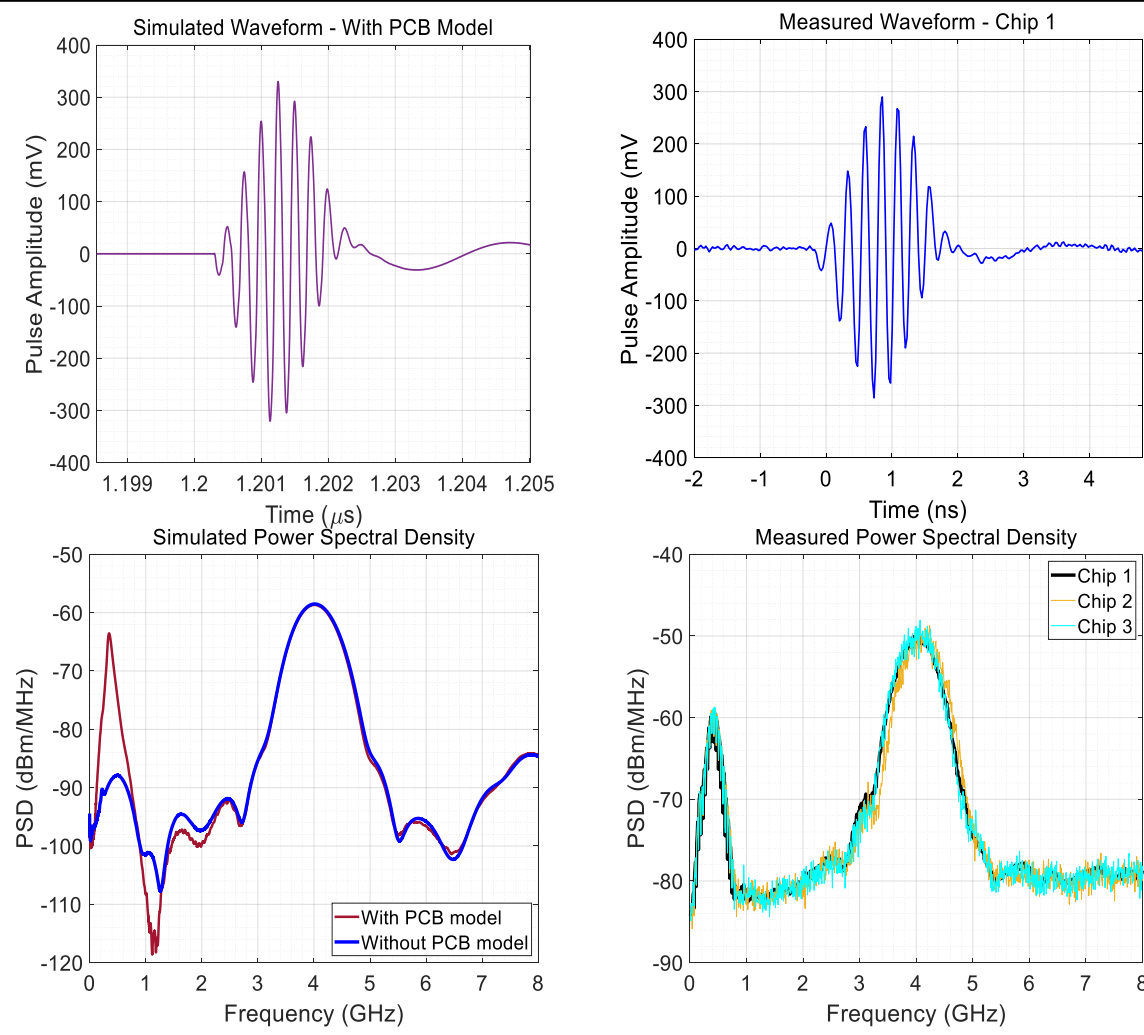 Simulated Waveform - With PCB Model
400
300
200
100
0
-100
-200
-300
-400
Pulse Amplitude (mV)
1.199 1.2 1.201 1.202 1.203 1.204 1.205
Time (μs)
Measured Waveform - Chip 1
400
300
200
100
0
-100
-200
-300
-400
Pulse Amplitude (mV)
-2 -1 0 1 2 3 4
Time (ns)
Simulated Power Spectral Density
-50
-60
-70
-80
-90
-100
-110
-120
PSD (dBm/MHz)
With PCB model
Without PCB model
0 1 2 3 4 5 6 7 8
Frequency (GHz)
Measured Power Spectral Density
-40
-50
-60
-70
-80
-90
PSD (dBm/MHz)
Chip 1
Chip 2
Chip 3
0 1 2 3 4 5 6 7 8
Frequency (GHz)